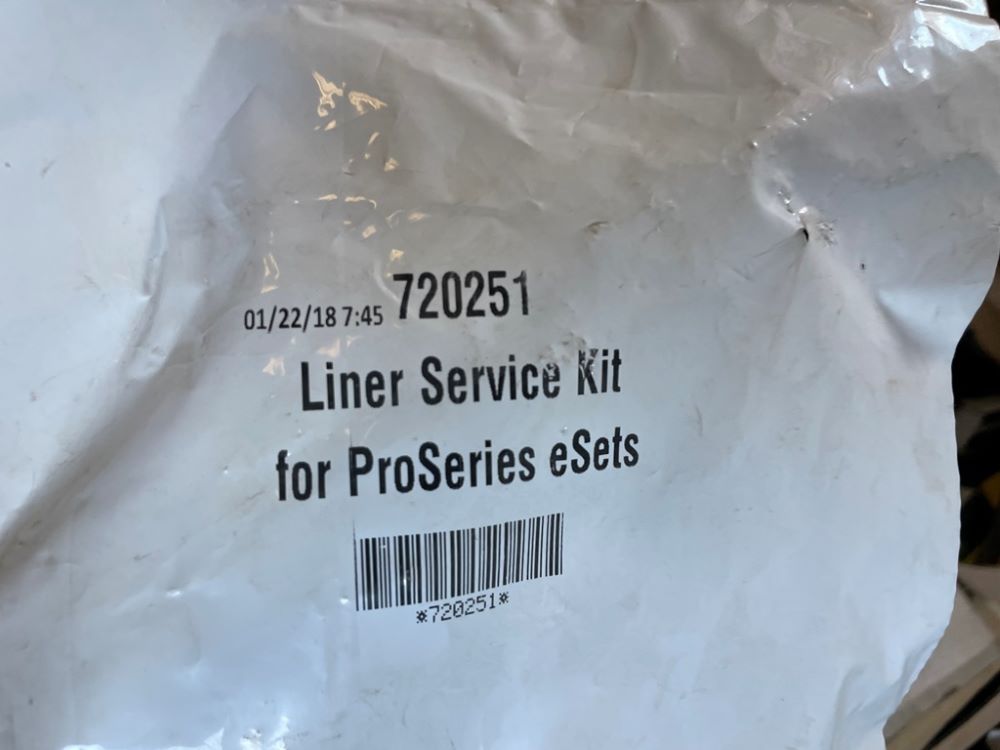 01/22/18 7:45 720251
Liner Service Kit
for ProSeries eSets
*720251*